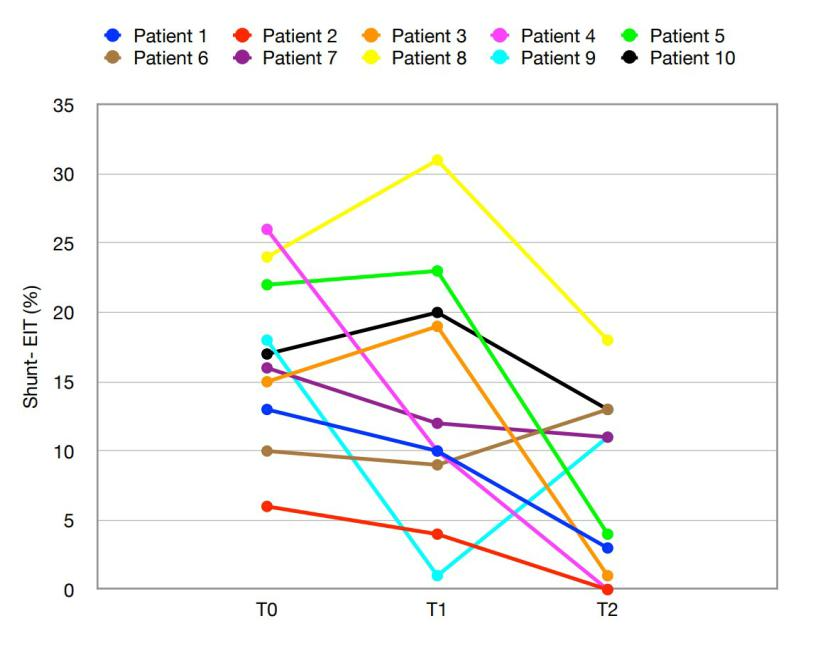 Patient 1 Patient 2 Patient 3 Patient 4 Patient 5
Patient 6 Patient 7 Patient 8 Patient 9 Patient 10
35
30
25
20
15
10
5
0
Shunt- EIT (%)
T0 T1 T2